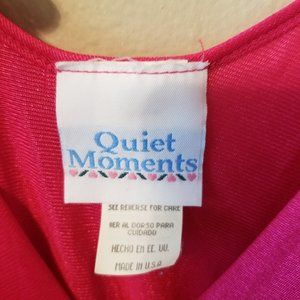 Quiet
Moments
SEE REVERSE FOR CARE
VER AL DORSO PARA
CUIDADO
HECHO EN EE. UU.
MADE IN U.S.A.